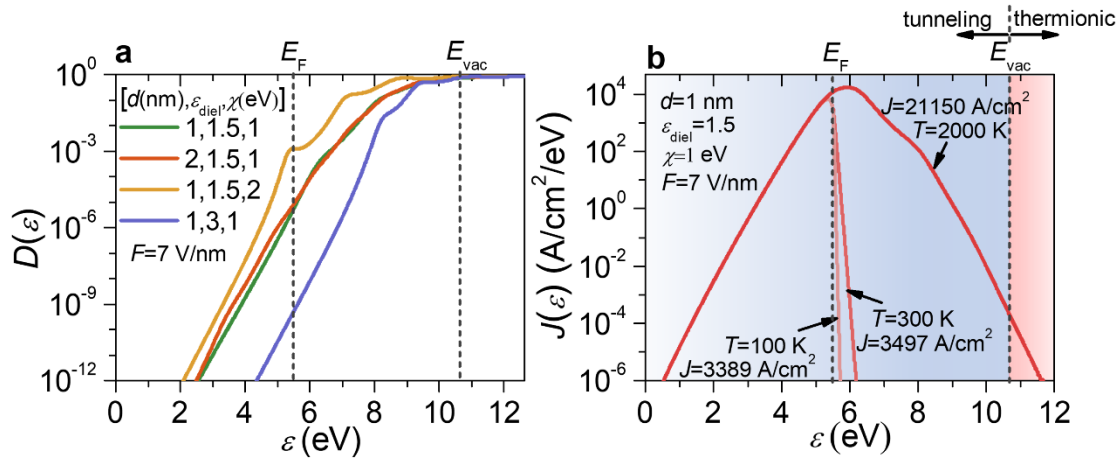 tunneling thermionic
a
E_F
E_vac
[d(nm),ε_diel,χ(eV)]
1,1.5,1
2,1.5,1
1,1.5,2
1,3,1
F=7 V/nm
10^0
10^-3
10^-6
10^-9
10^-12
D(ε)
0 2 4 6 8 10 12
ε (eV)
b
E_F
E_vac
d=1 nm
ε_diel=1.5
χ=1 eV
F=7 V/nm
J=21150 A/cm^2
T=2000 K
T=300 K
J=3497 A/cm^2
T=100 K
J=3389 A/cm^2
10^4
10^2
10^0
10^-2
10^-4
10^-6
J(ε) (A/cm^2/eV)
0 2 4 6 8 10 12
ε (eV)